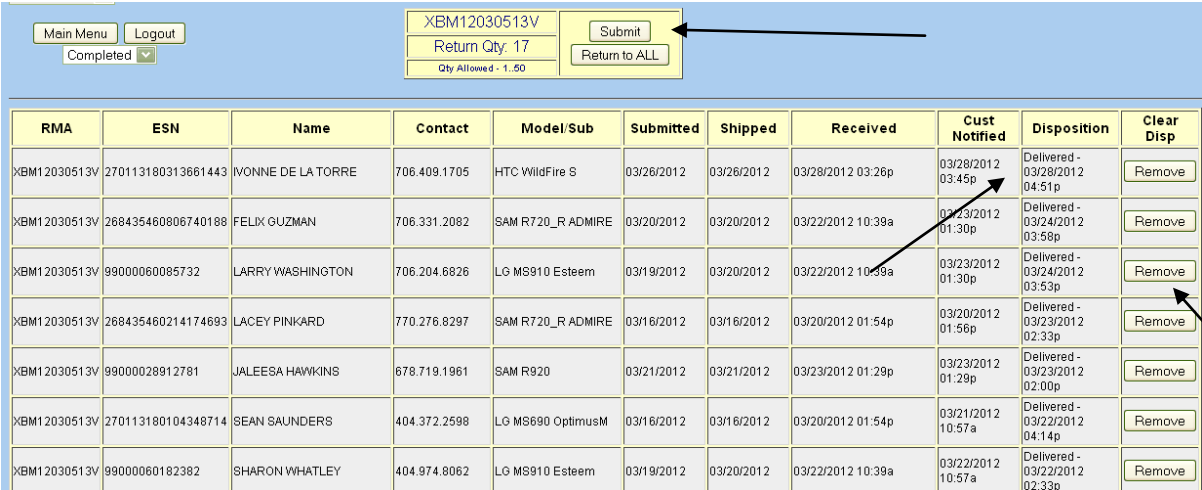 Main Menu Logout
Completed
XBM12030513V
Return Qty: 17
Qty Allowed - 1..50
Submit
Return to ALL
RMA ESN Name Contact Model/Sub Submitted Shipped Received Cust Notified Disposition Clear Disp
XBM12030513V 270113180313661443 IVONNE DE LA TORRE 706.409.1705 HTC WildFire S 03/26/2012 03/26/2012 03/28/2012 03:26p 03/28/2012 03:45p Delivered - 03/28/2012 04:51p Remove
XBM12030513V 268435460806740188 FELIX GUZMAN 706.331.2082 SAM R720_R ADMIRE 03/20/2012 03/20/2012 03/22/2012 10:39a 03/23/2012 01:30p Delivered - 03/24/2012 03:58p Remove
XBM12030513V 99000060085732 LARRY WASHINGTON 706.204.6826 LG MS910 Esteem 03/19/2012 03/20/2012 03/22/2012 10:39a 03/23/2012 01:30p Delivered - 03/24/2012 03:53p Remove
XBM12030513V 268435460214174693 LACEY PINKARD 770.276.8297 SAM R720_R ADMIRE 03/16/2012 03/16/2012 03/20/2012 01:54p 03/20/2012 01:56p Delivered - 03/23/2012 02:33p Remove
XBM12030513V 99000028912781 JALEESA HAWKINS 678.719.1961 SAM R920 03/21/2012 03/21/2012 03/23/2012 01:29p 03/23/2012 01:29p Delivered - 03/23/2012 02:00p Remove
XBM12030513V 270113180104348714 SEAN SAUNDERS 404.372.2598 LG MS690 OptimusM 03/16/2012 03/16/2012 03/20/2012 01:54p 03/21/2012 10:57a Delivered - 03/22/2012 04:14p Remove
XBM12030513V 99000060182382 SHARON WHATLEY 404.974.8062 LG MS910 Esteem 03/19/2012 03/20/2012 03/22/2012 10:39a 03/22/2012 10:57a Delivered - 03/22/2012 02:33p Remove